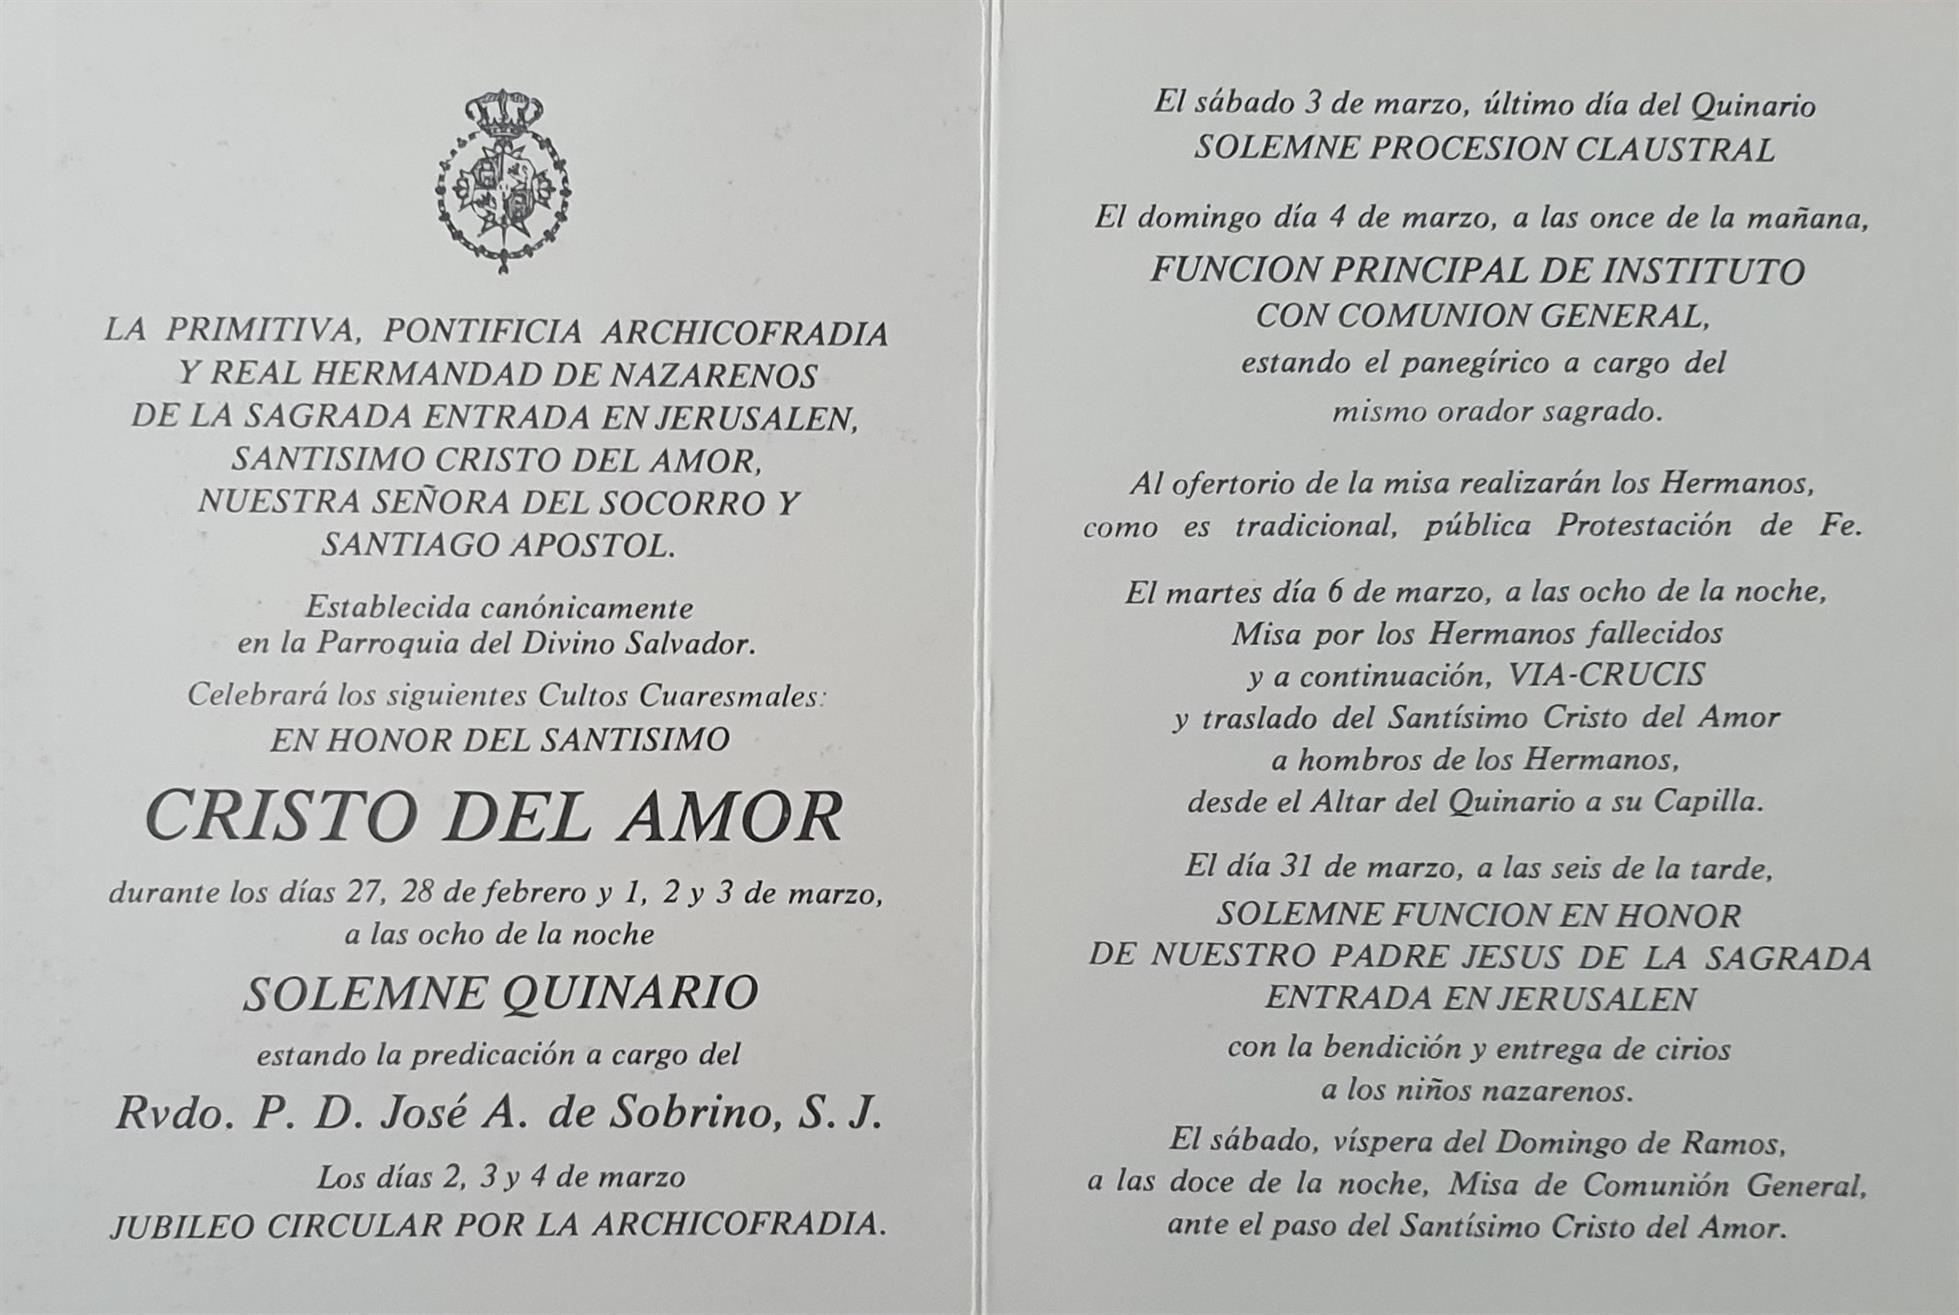 LA PRIMITIVA, PONTIFICIA ARCHICOFRADIA
Y REAL HERMANDAD DE NAZARENOS
DE LA SAGRADA ENTRADA EN JERUSALEN,
SANTISIMO CRISTO DEL AMOR,
NUESTRA SEÑORA DEL SOCORRO Y
SANTIAGO APOSTOL.
Establecida canónicamente
en la Parroquia del Divino Salvador.
Celebrará los siguientes Cultos Cuaresmales:
EN HONOR DEL SANTISIMO
CRISTO DEL AMOR
durante los días 27, 28 de febrero y 1, 2 y 3 de marzo,
a las ocho de la noche
SOLEMNE QUINARIO
estando la predicación a cargo del
Rvdo. P. D. José A. de Sobrino, S. J.
Los días 2, 3 y 4 de marzo
JUBILEO CIRCULAR POR LA ARCHICOFRADIA.
El sábado 3 de marzo, último día del Quinario
SOLEMNE PROCESION CLAUSTRAL
El domingo día 4 de marzo, a las once de la mañana,
FUNCION PRINCIPAL DE INSTITUTO
CON COMUNION GENERAL,
estando el panegírico a cargo del
mismo orador sagrado.
Al ofertorio de la misa realizarán los Hermanos,
como es tradicional, pública Protestación de Fe.
El martes día 6 de marzo, a las ocho de la noche,
Misa por los Hermanos fallecidos
y a continuación, VIA-CRUCIS
y traslado del Santísimo Cristo del Amor
a hombros de los Hermanos,
desde el Altar del Quinario a su Capilla.
El día 31 de marzo, a las seis de la tarde,
SOLEMNE FUNCION EN HONOR
DE NUESTRO PADRE JESUS DE LA SAGRADA
ENTRADA EN JERUSALEN
con la bendición y entrega de cirios
a los niños nazarenos.
El sábado, víspera del Domingo de Ramos,
a las doce de la noche, Misa de Comunión General,
ante el paso del Santísimo Cristo del Amor.